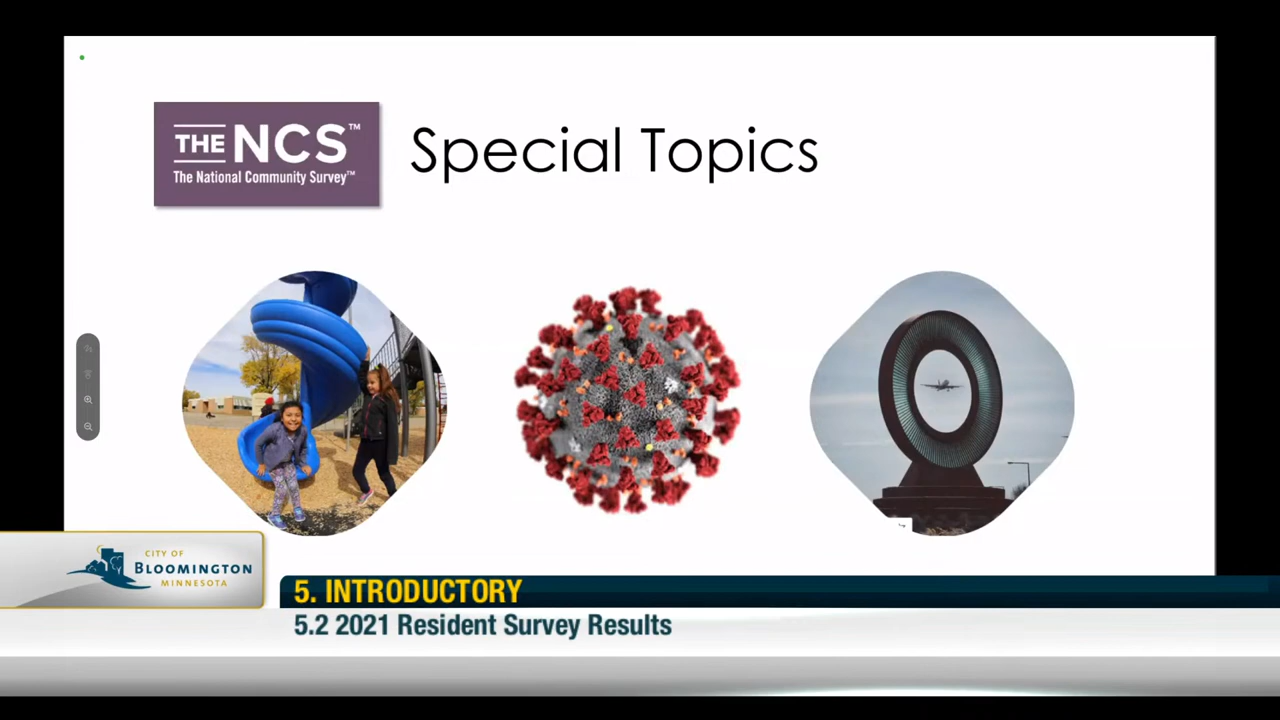 THE NCS™
The National Community Survey™
Special Topics
CITY OF
BLOOMINGTON
MINNESOTA
5. INTRODUCTORY
5.2 2021 Resident Survey Results